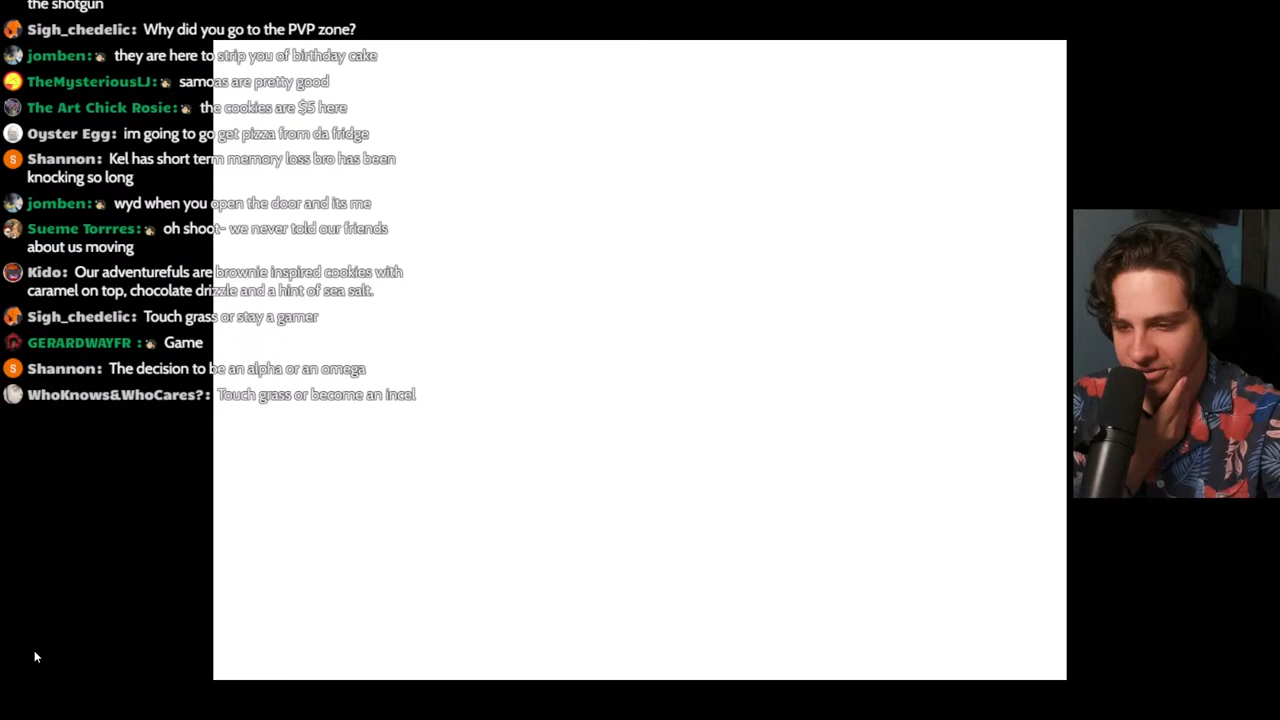 the shotgun
Sigh_chedelic: Why did you go to the PVP zone?
jomben: they are here to strip you of birthday cake
TheMysteriousLJ: samoas are pretty good
The Art Chick Rosie: the cookies are $5 here
Oyster Egg: im going to go get pizza from da fridge
Shannon: Kel has short term memory loss bro has been
knocking so long
jomben: wyd when you open the door and its me
Sueme Torrres: oh shoot- we never told our friends
about us moving
Kido: Our adventurefuls are brownie inspired cookies with
caramel on top, chocolate drizzle and a hint of sea salt.
Sigh_chedelic: Touch grass or stay a gamer
GERARDWAYFR : Game
Shannon: The decision to be an alpha or an omega
WhoKnows&WhoCares?: Touch grass or become an incel
S
S